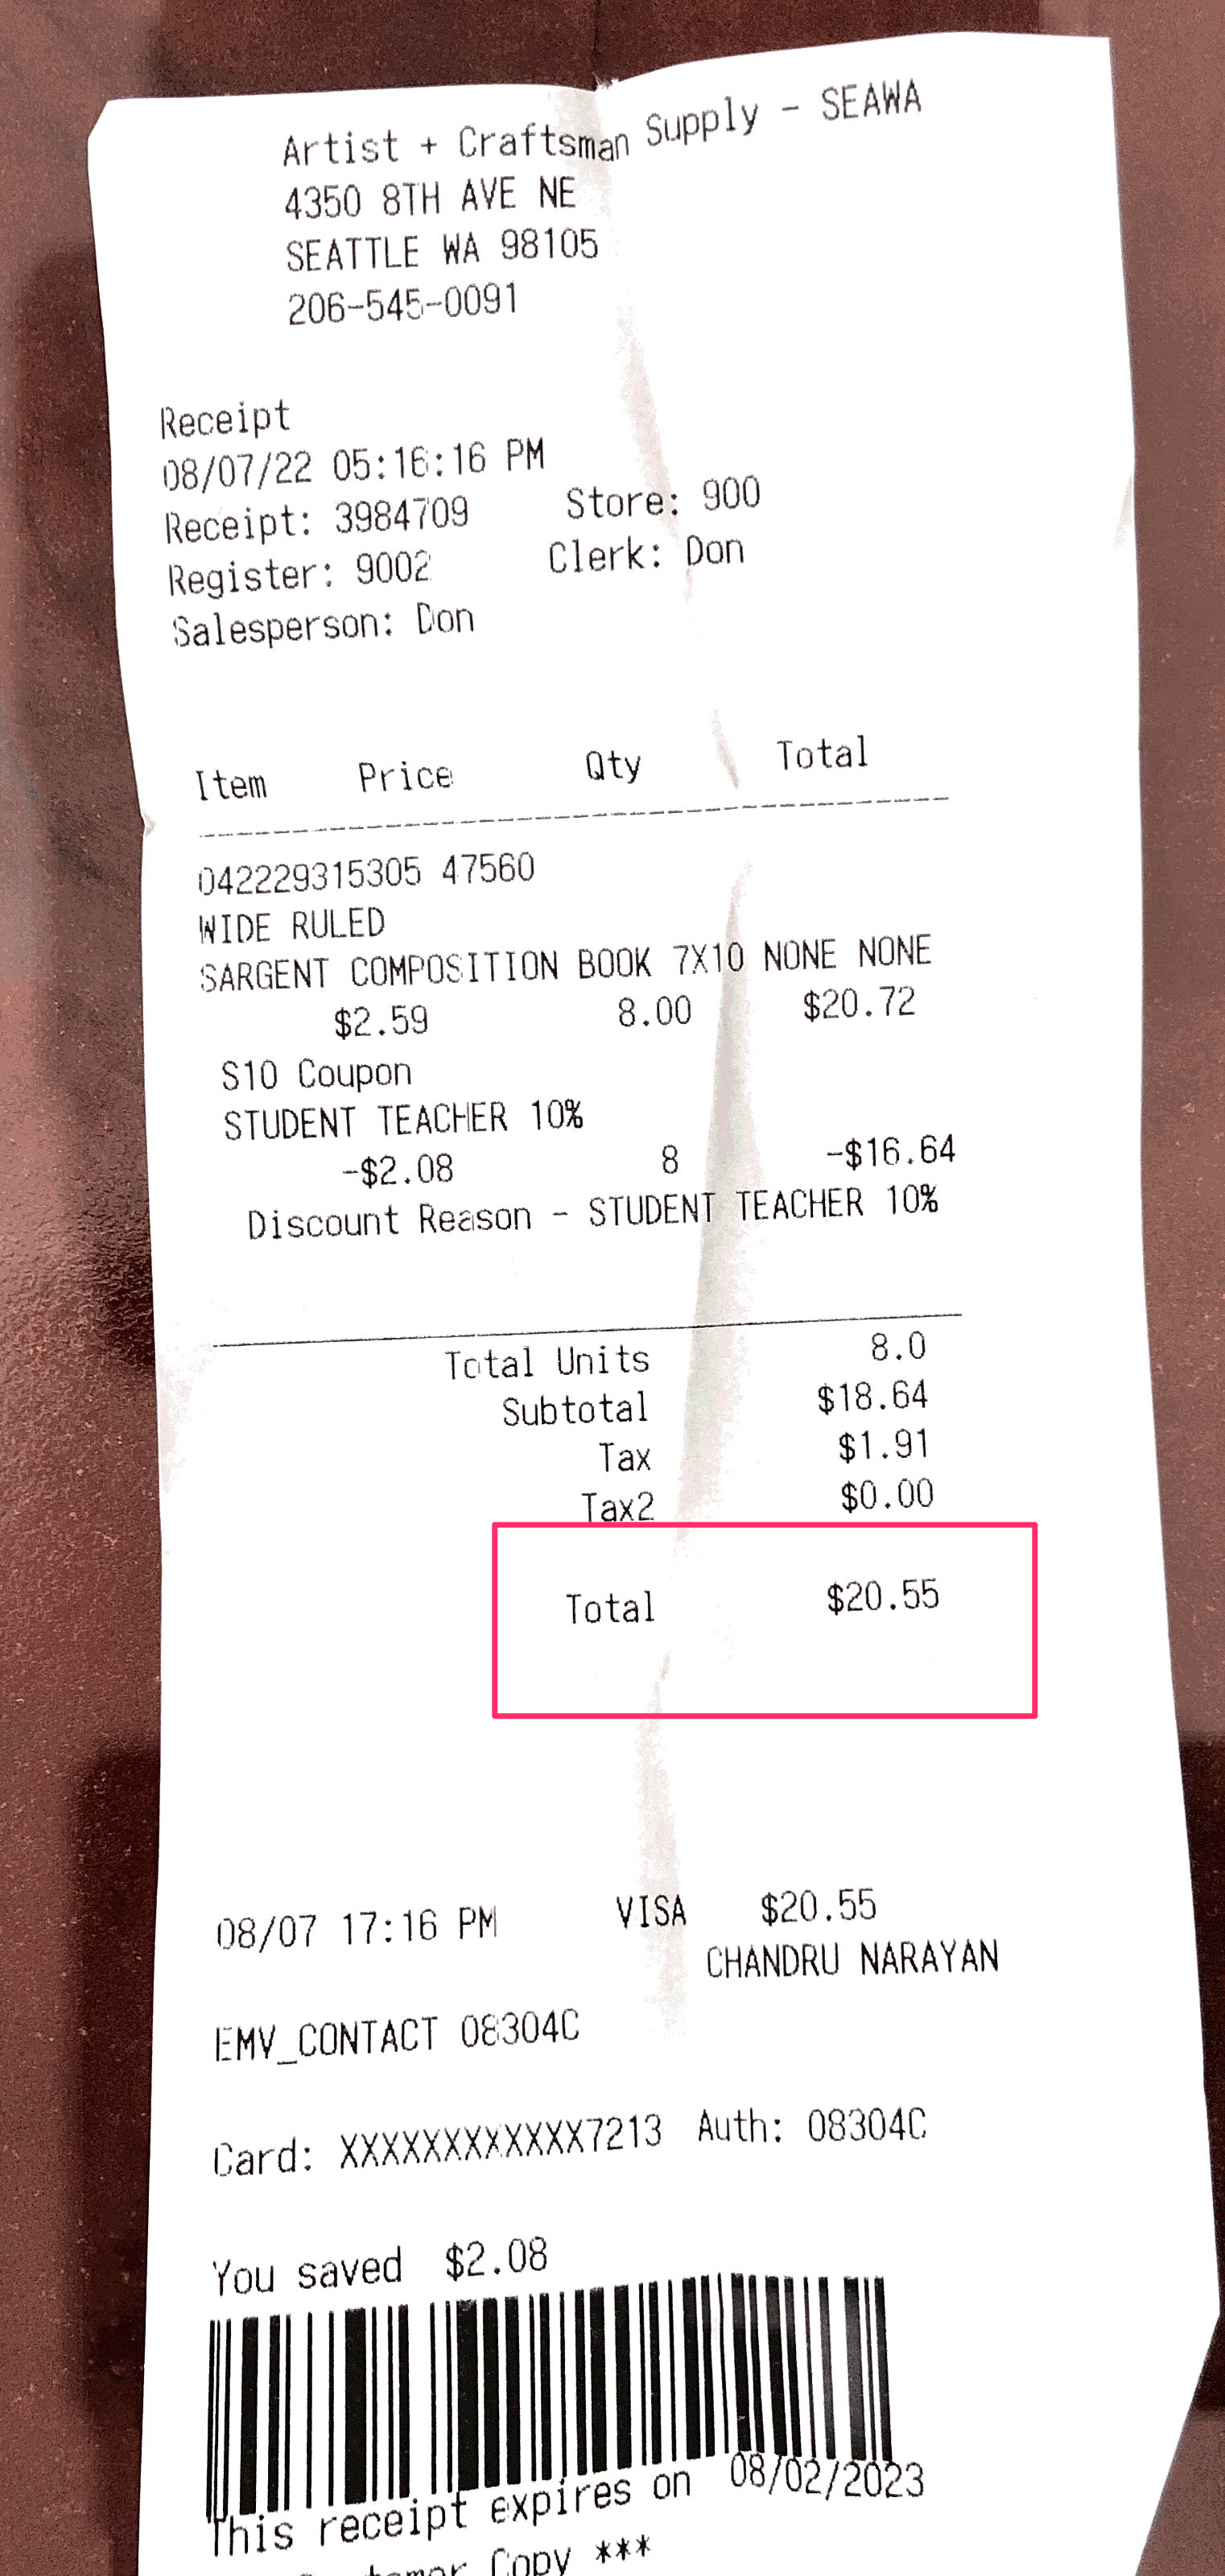 Artist + Craftsman Supply - SEAWA
4350 8TH AVE NE
SEATTLE WA 98105
206-545-0091
Receipt
08/07/22 05:16:16 PM
Receipt: 3984709 Store: 900
Register: 9002 Clerk: Don
Salesperson: Don
Item Price Qty Total
042229315305 47560
WIDE RULED
SARGENT COMPOSITION BOOK 7X10 NONE NONE
$2.59 8.00 $20.72
S10 Coupon
STUDENT TEACHER 10%
-$2.08 8 -$16.64
Discount Reason - STUDENT TEACHER 10%
Total Units 8.0
Subtotal $18.64
Tax $1.91
Tax2 $0.00
Total $20.55
08/07 17:16 PM VISA $20.55
CHANDRU NARAYAN
EMV_CONTACT 08304C
Card: XXXXXXXXXXXX7213 Auth: 08304C
You saved $2.08
This receipt expires on 08/02/2023
Customer Copy ***